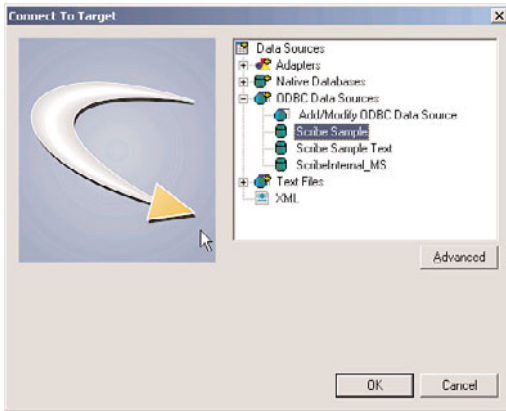 Connect To Target
Data Sources
Adapters
Native Databases
ODBC Data Sources
Add/Modify ODBC Data Source
Scribe Sample
Scribe Sample Text
ScribeInternal_MS
Text Files
XML
Advanced
OK
Cancel